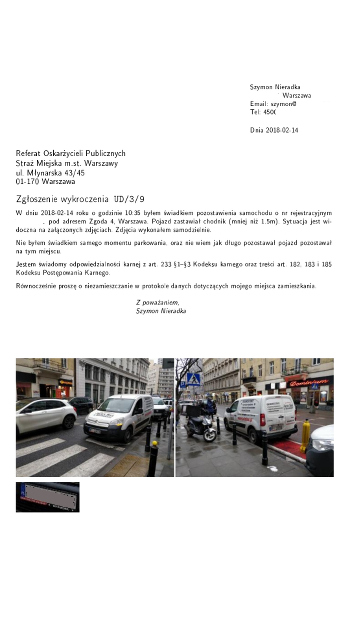 Szymon Nieradka
Warszawa
Email: szymon@
Tel: 450(
Dnia 2018-02-14
Referat Oskarżycieli Publicznych
Straż Miejska m.st. Warszawy
ul. Młynarska 43/45
01-170 Warszawa
Zgłoszenie wykroczenia UD/3/9
W dniu 2018-02-14 roku o godzinie 10:35 byłem świadkiem pozostawienia samochodu o nr rejestracyjnym
, pod adresem Zgoda 4, Warszawa. Pojazd zastawiał chodnik (mniej niż 1.5m). Sytuacja jest wi-
doczna na załączonych zdjęciach. Zdjęcia wykonałem samodzielnie.
Nie byłem świadkiem samego momentu parkowania, oraz nie wiem jak długo pozostawał pojazd pozostawał
na tym miejscu.
Jestem świadomy odpowiedzialności karnej z art. 233 §1-§3 Kodeksu karnego oraz treści art. 182, 183 i 185
Kodeksu Postępowania Karnego.
Równocześnie proszę o niezamieszczanie w protokole danych dotyczących mojego miejsca zamieszkania.
Z poważaniem,
Szymon Nieradka
Dominium